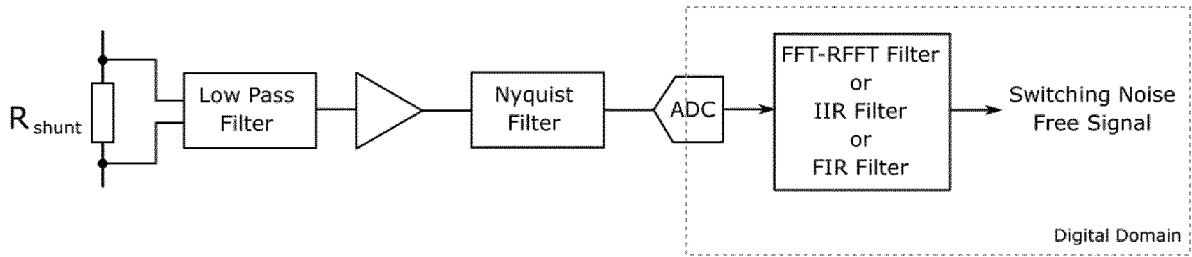 R shunt
Low Pass
Filter
Nyquist
Filter
ADC
FFT-RFFT Filter
or
IIR Filter
or
FIR Filter
Switching Noise
Free Signal
Digital Domain